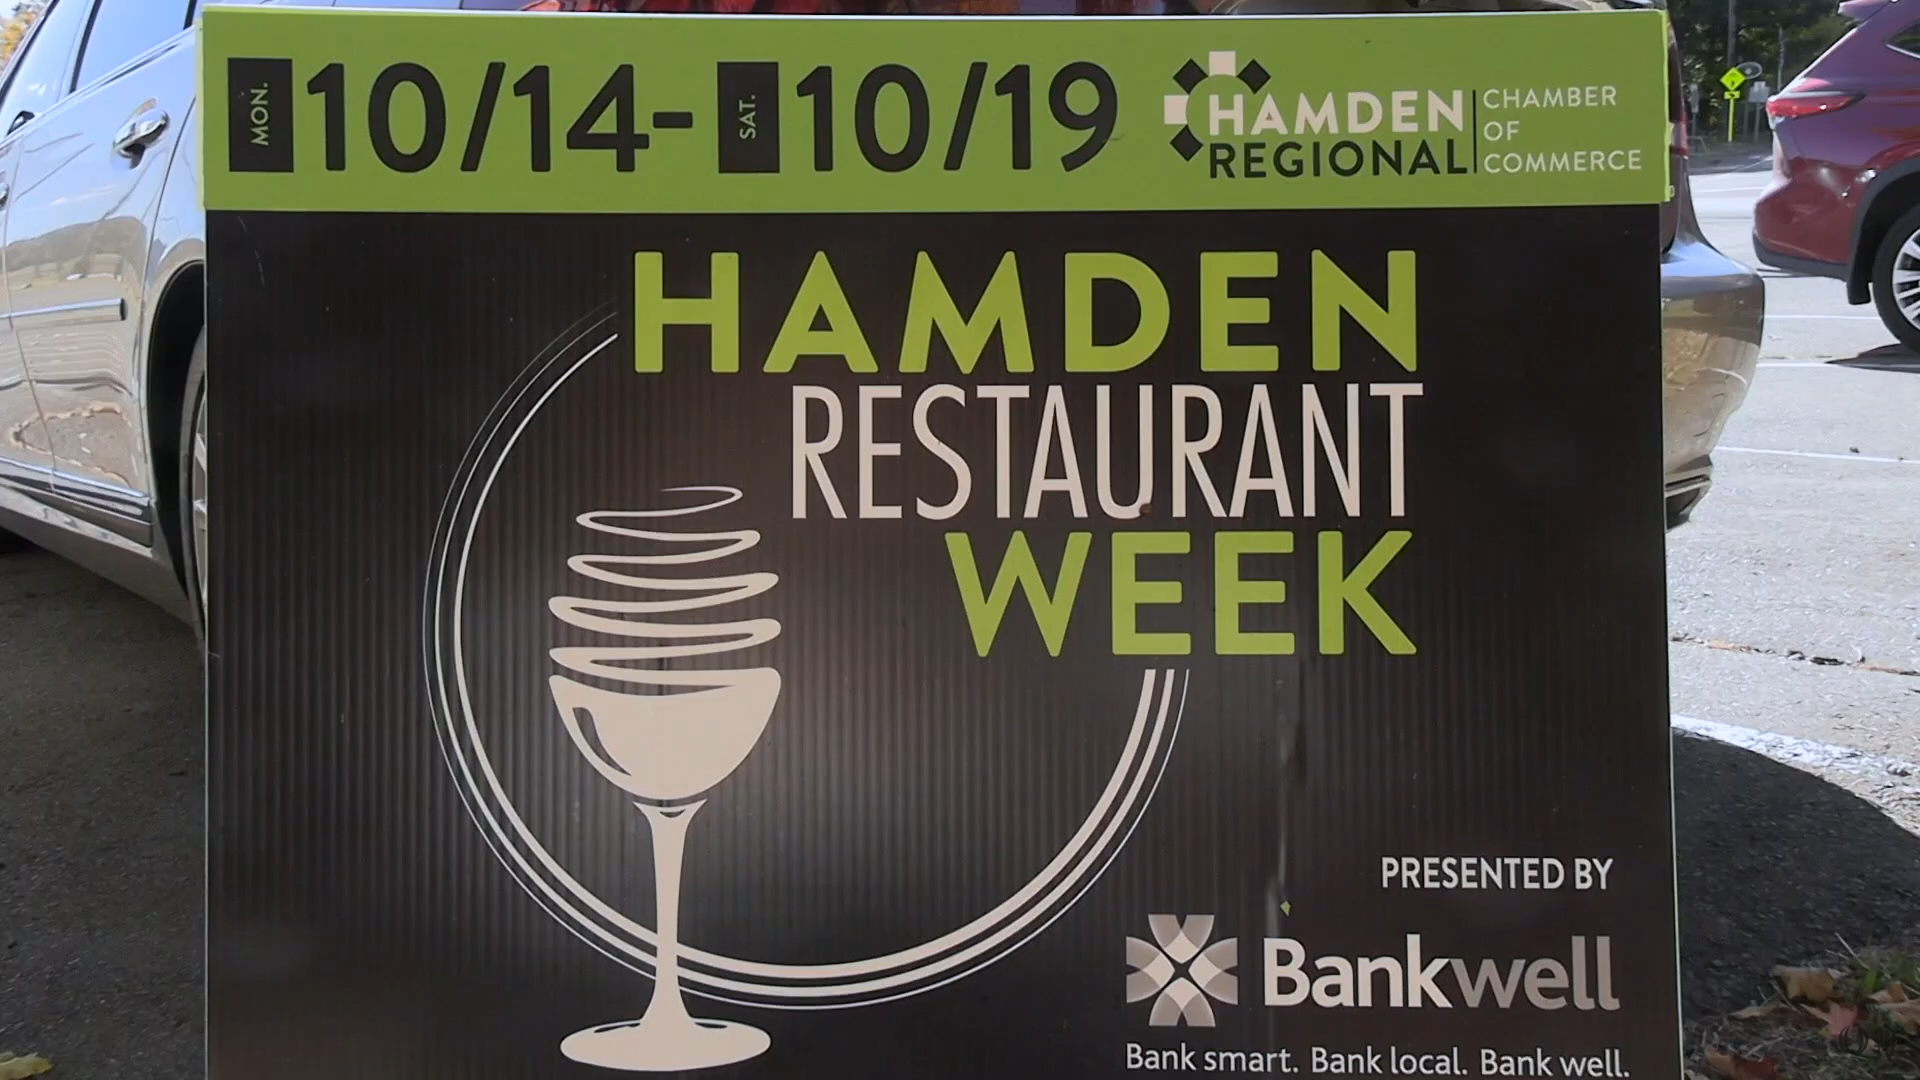 MON. 10/14 - SAT. 10/19
HAMDEN
REGIONAL
CHAMBER
OF
COMMERCE
HAMDEN
RESTAURANT
WEEK
PRESENTED BY
Bankwell
Bank smart. Bank local. Bank well.